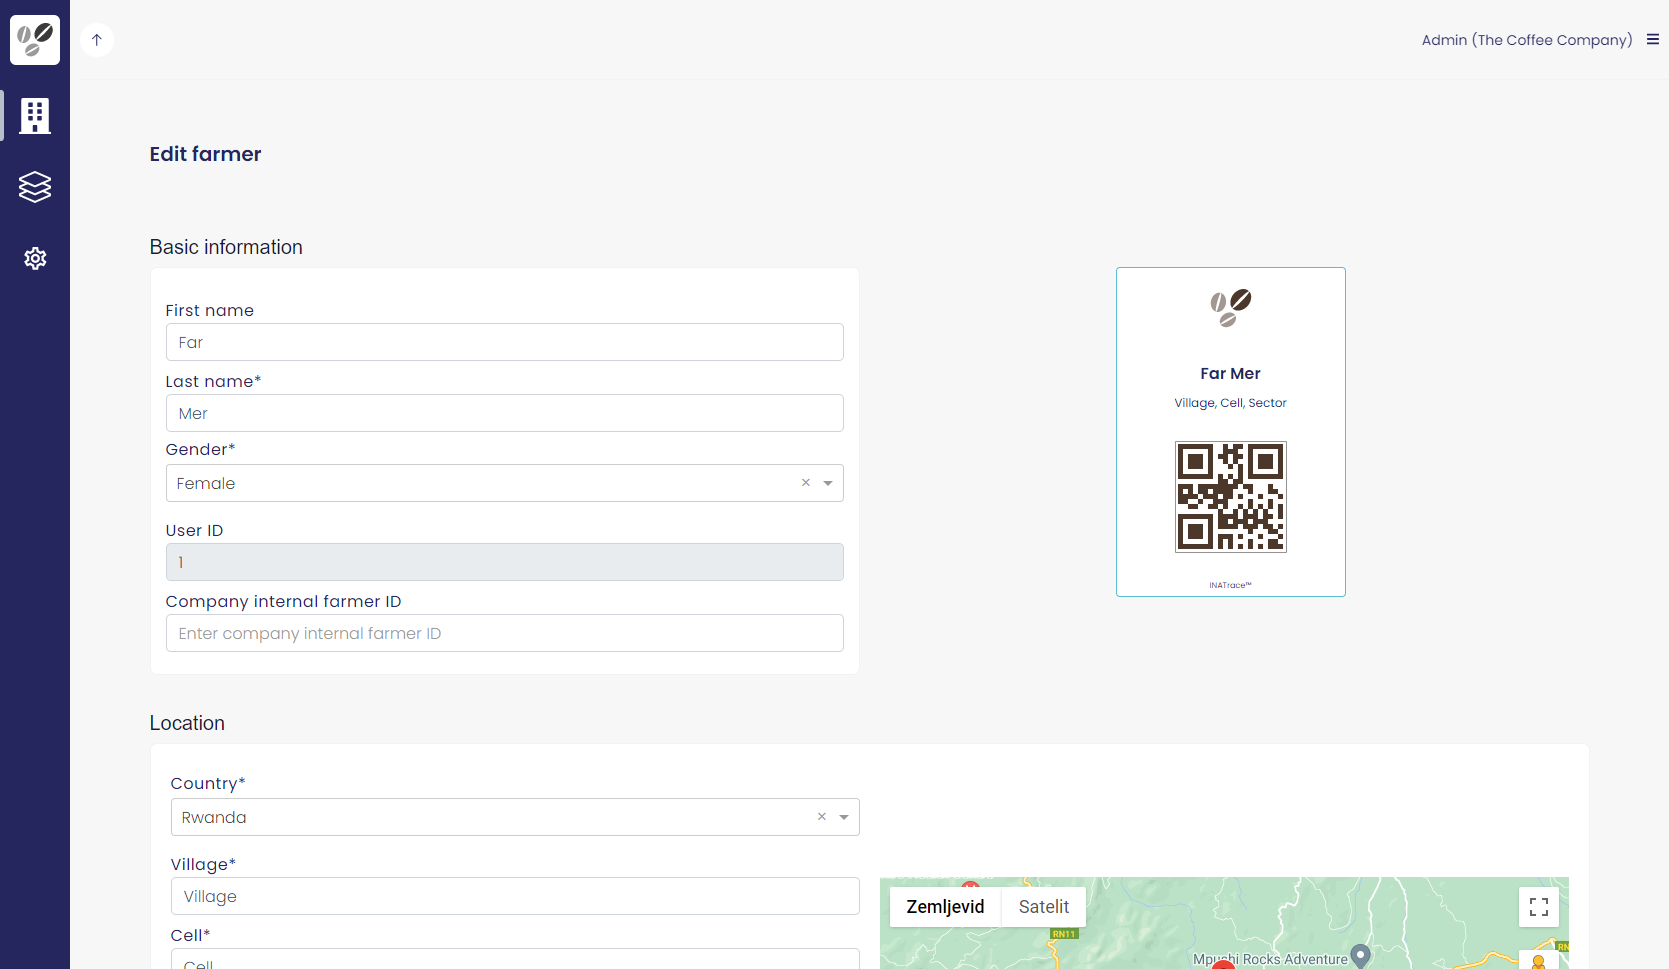 Admin (The Coffee Company)
Edit farmer
Basic information
First name
Far
Last name*
Mer
Gender*
Female
User ID
1
Company internal farmer ID
Enter company internal farmer ID
Far Mer
Village, Cell, Sector
INATrace™
Location
Country*
Rwanda
Village*
Village
Cell*
Cell
Zemljevid
Satelit
RN11
RN
Mpushi Rocks Adventure